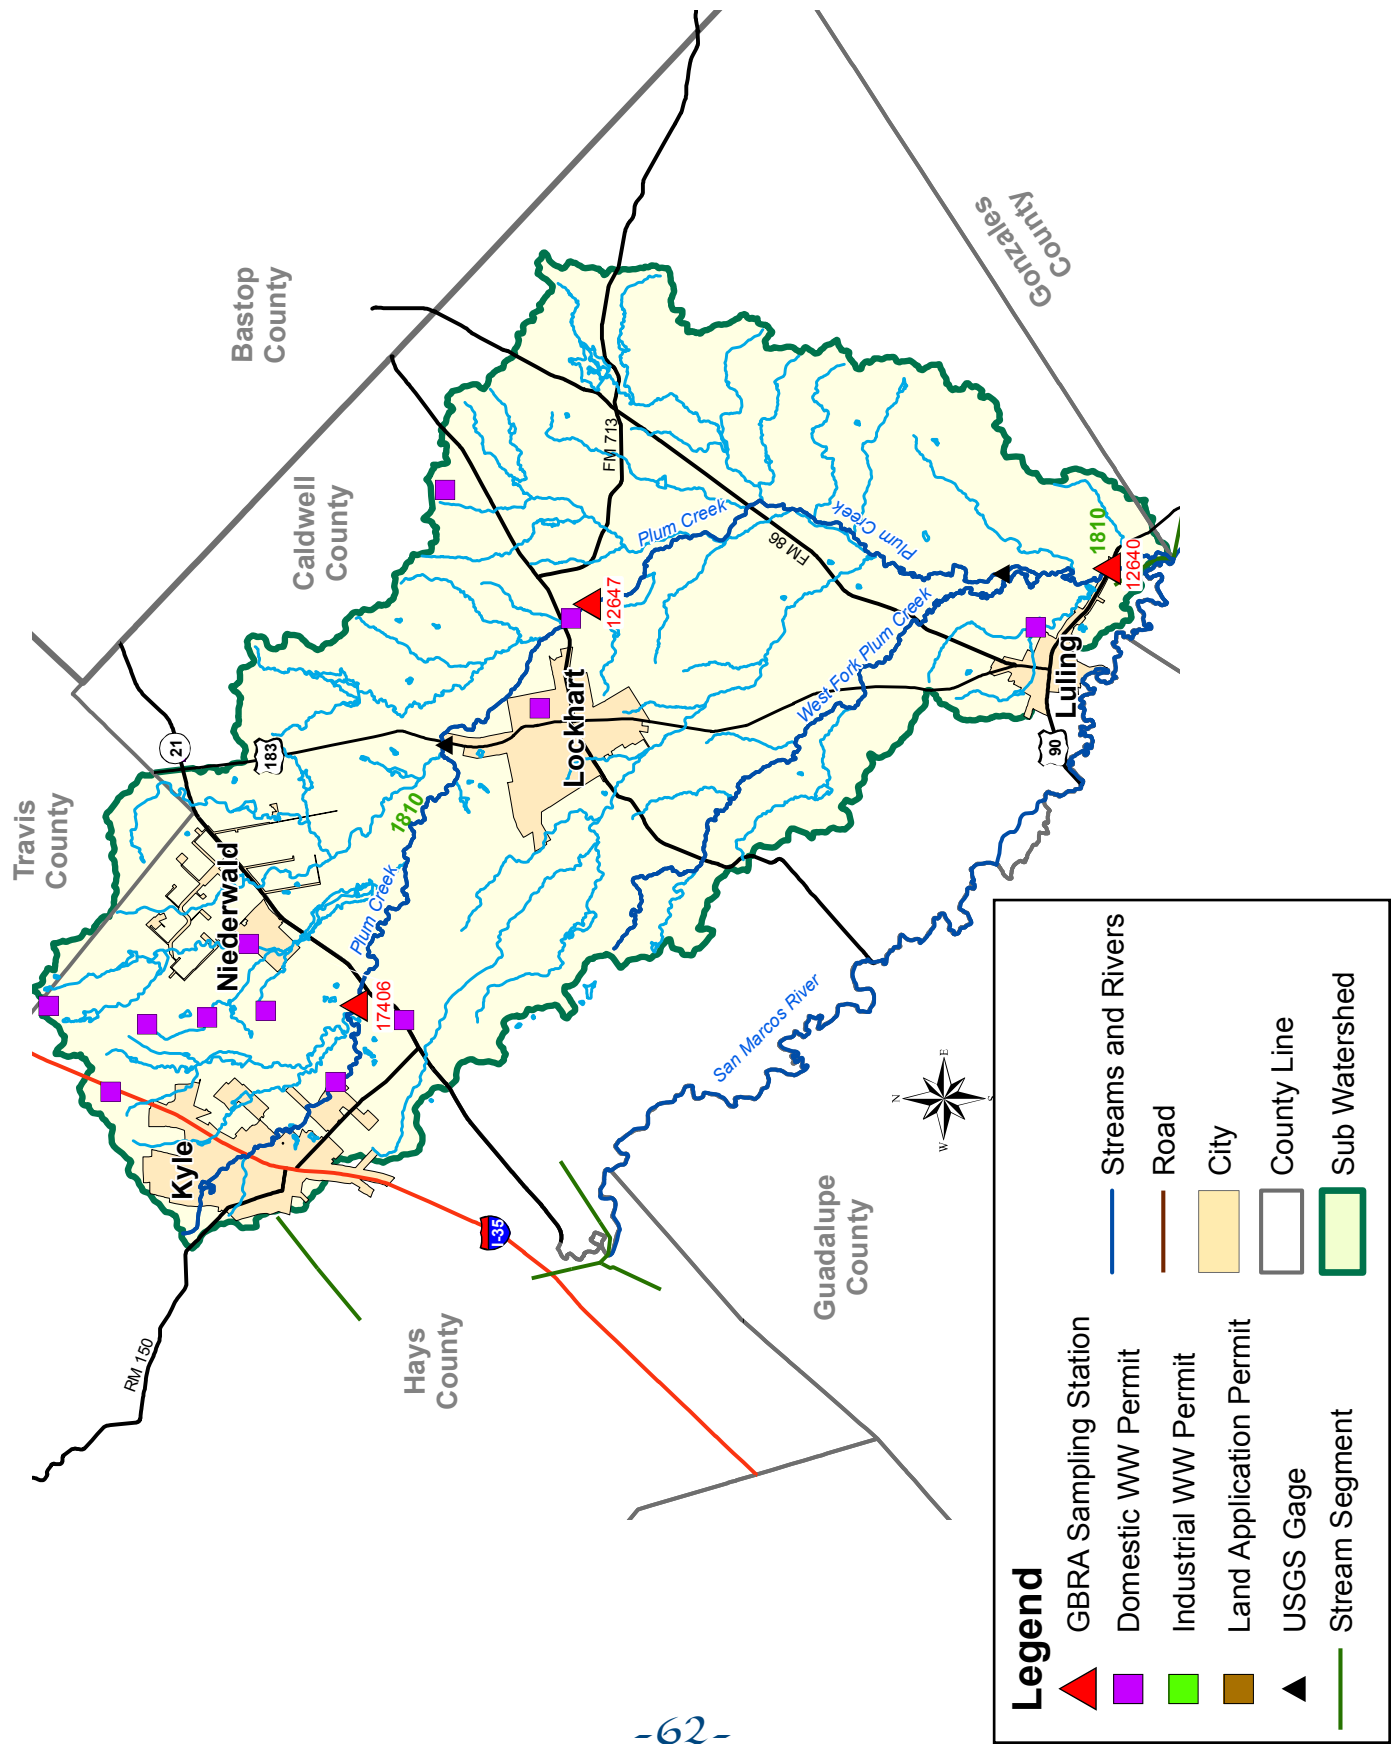 Travis
County
Bastop
County
Caldwell
County
Gonzales
County
Hays
County
Guadalupe
County
21
183
Niederwald
Kyle
Lockhart
Luling
RM 150
I-35
FM 713
FM 86
90
Plum Creek
1810
Plum Creek
Plum Creek
West Fork Plum Creek
San Marcos River
17406
12647
12640
1810
N
E
S
W
Legend
GBRA Sampling Station
Domestic WW Permit
Industrial WW Permit
Land Application Permit
USGS Gage
Stream Segment
Streams and Rivers
Road
City
County Line
Sub Watershed
-62-